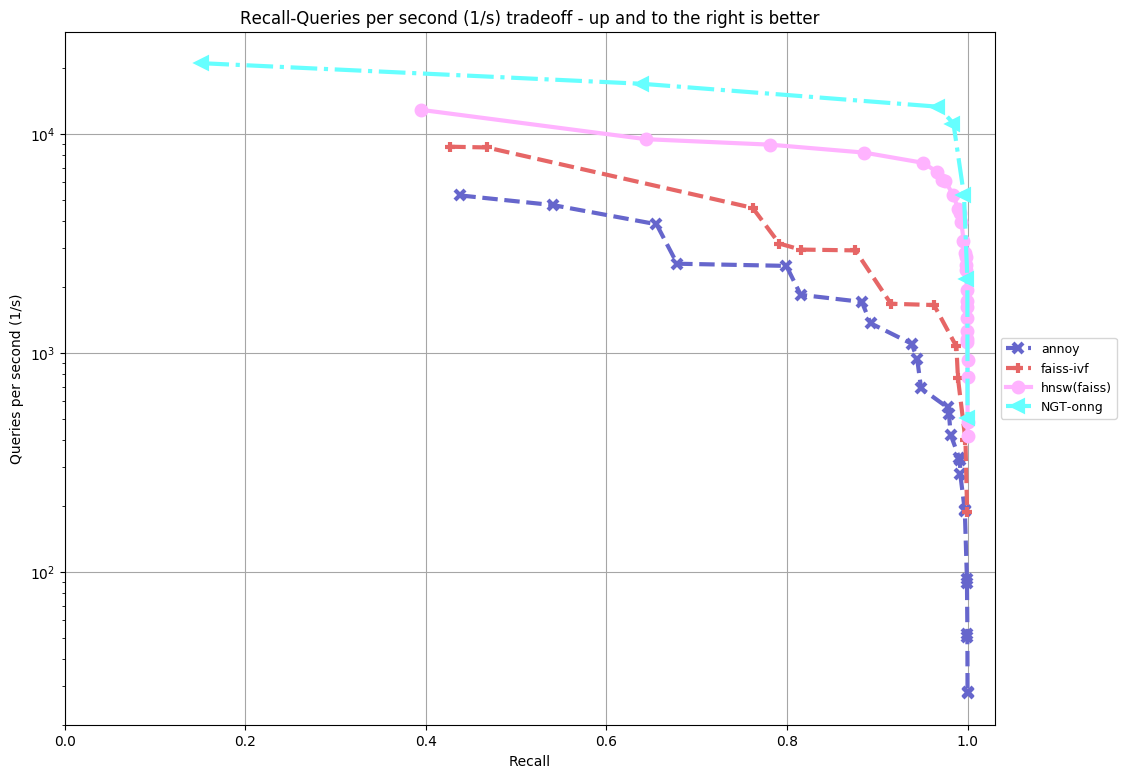 Recall-Queries per second (1/s) tradeoff - up and to the right is better
Queries per second (1/s)
10⁴
10³
10²
0.0 0.2 0.4 0.6 0.8 1.0
Recall
annoy
faiss-ivf
hnsw(faiss)
NGT-onng